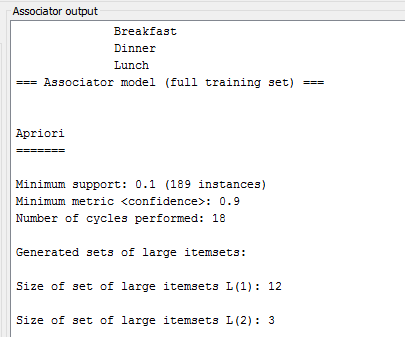 Associator output
Breakfast
Dinner
Lunch
=== Associator model (full training set) ===
Apriori
=======
Minimum support: 0.1 (189 instances)
Minimum metric <confidence>: 0.9
Number of cycles performed: 18
Generated sets of large itemsets:
Size of set of large itemsets L(1): 12
Size of set of large itemsets L(2): 3